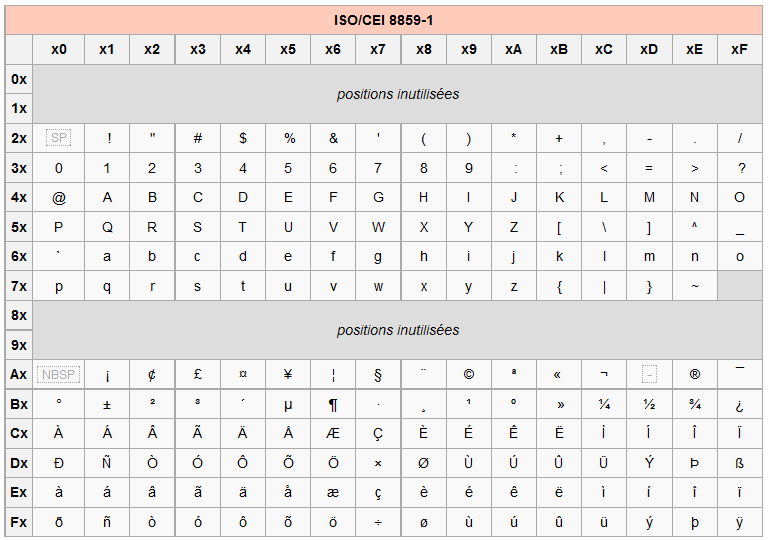 ISO/CEI 8859-1
x0 x1 x2 x3 x4 x5 x6 x7 x8 x9 xA xB xC xD xE xF
0x
positions inutilisées
1x
2x SP ! " # $ % & ' ( ) * + , - . /
3x 0 1 2 3 4 5 6 7 8 9 : ; < = > ?
4x @ A B C D E F G H I J K L M N O
5x P Q R S T U V W X Y Z [ \ ] ^ _
6x ` a b c d e f g h i j k l m n o
7x p q r s t u v w x y z { | } ~
8x
positions inutilisées
9x
Ax NBSP ¡ ¢ £ ¤ ¥ ¦ § ¨ © ª « ¬ - ® ¯
Bx ° ± ² ³ ´ µ ¶ · ¸ ¹ º » ¼ ½ ¾ ¿
Cx À Á Â Ã Ä Å Æ Ç È É Ê Ë Ì Í Î Ï
Dx Ð Ñ Ò Ó Ô Õ Ö × Ø Ù Ú Û Ü Ý Þ ß
Ex à á â ã ä å æ ç è é ê ë ì í î ï
Fx ð ñ ò ó ô õ ö ÷ ø ù ú û ü ý þ ÿ